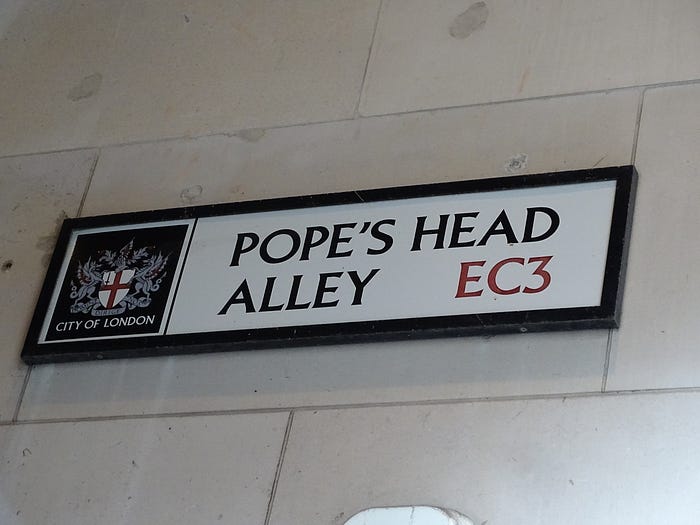 POPE'S HEAD
ALLEY EC3
CITY OF LONDON